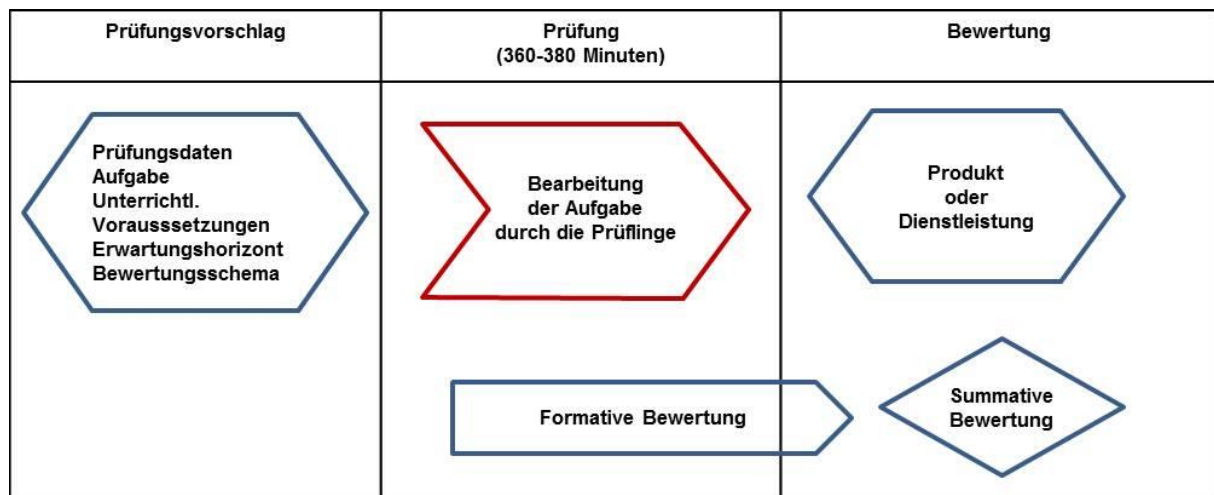 Prüfungsvorschlag
Prüfung
(360-380 Minuten)
Bewertung
Prüfungsdaten
Aufgabe
Unterrichtl.
Vorausssetzungen
Erwartungshorizont
Bewertungsschema
Bearbeitung
der Aufgabe
durch die Prüflinge
Produkt
oder
Dienstleistung
Formative Bewertung
Summative
Bewertung